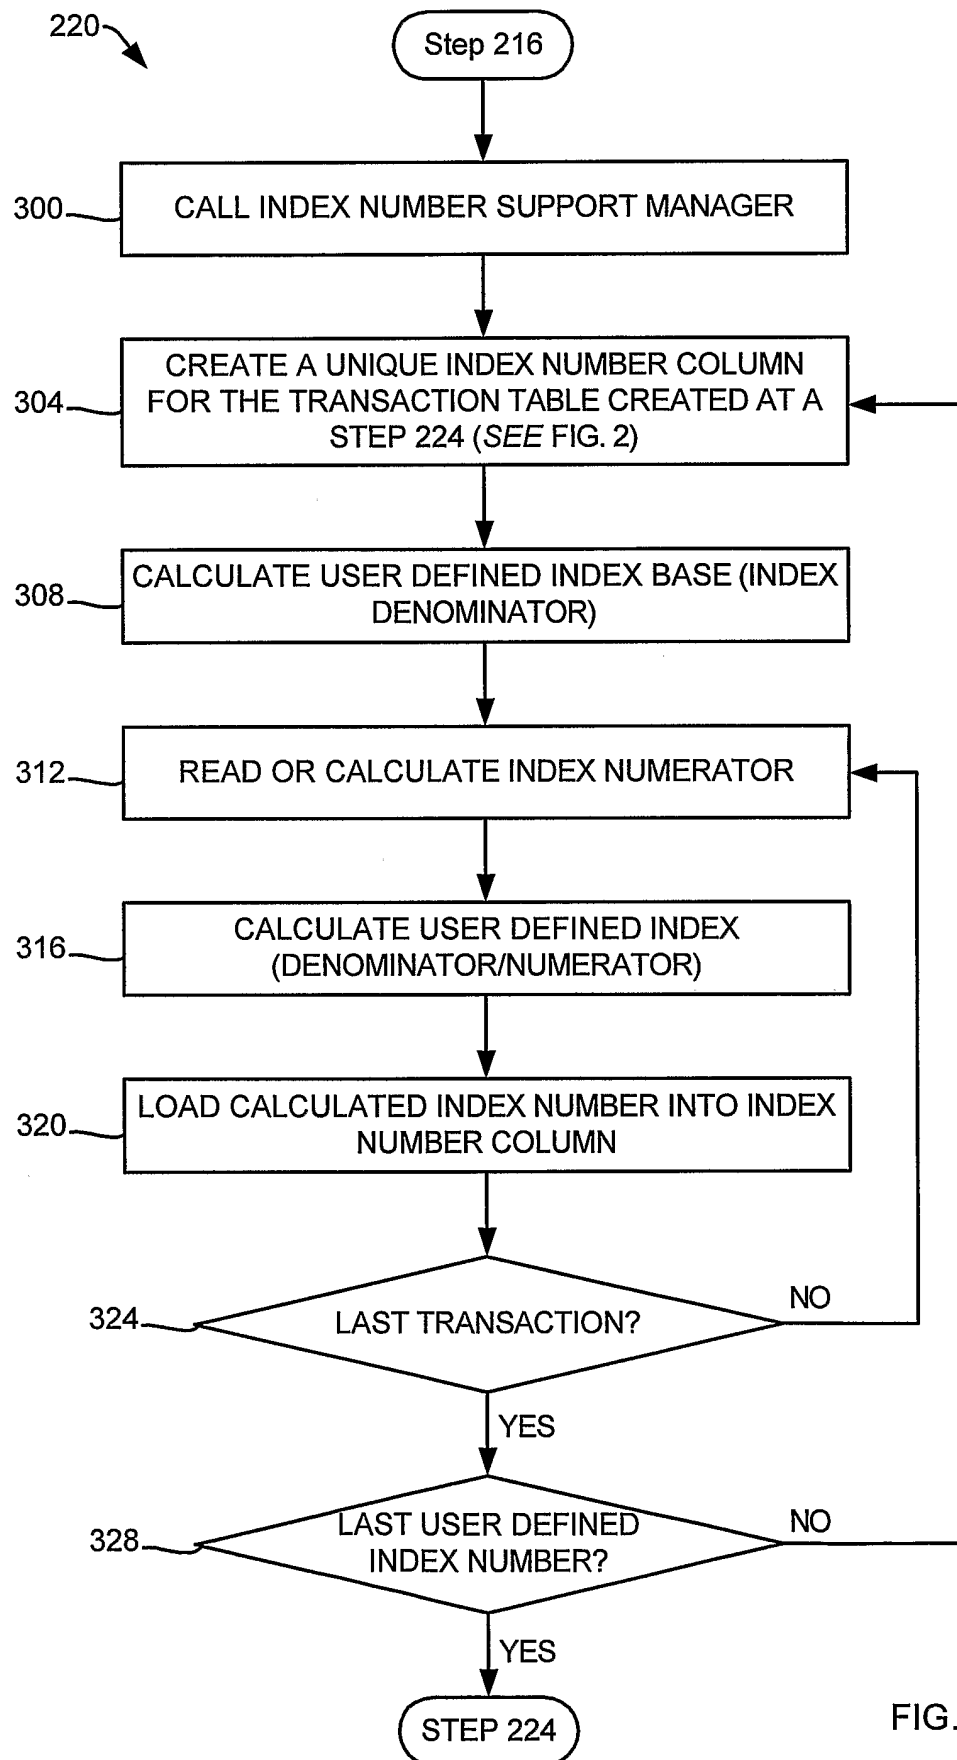 220
Step 216
300
CALL INDEX NUMBER SUPPORT MANAGER
304
CREATE A UNIQUE INDEX NUMBER COLUMN
FOR THE TRANSACTION TABLE CREATED AT A
STEP 224 (SEE FIG. 2)
308
CALCULATE USER DEFINED INDEX BASE (INDEX
DENOMINATOR)
312
READ OR CALCULATE INDEX NUMERATOR
316
CALCULATE USER DEFINED INDEX
(DENOMINATOR/NUMERATOR)
320
LOAD CALCULATED INDEX NUMBER INTO INDEX
NUMBER COLUMN
324
LAST TRANSACTION?
NO
YES
328
LAST USER DEFINED
INDEX NUMBER?
NO
YES
STEP 224
FIG.